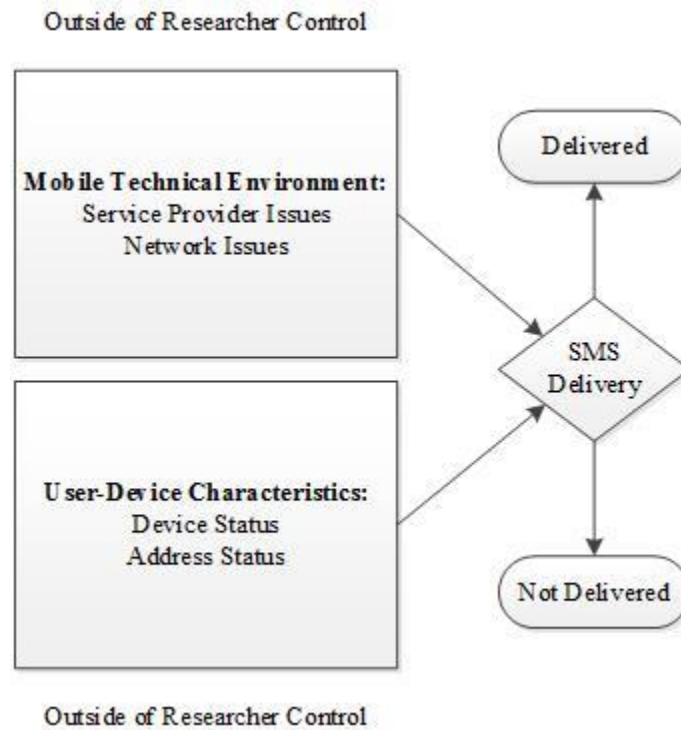 Outside of Researcher Control
Mobile Technical Environment:
Service Provider Issues
Network Issues
Delivered
SMS
Delivery
User-Device Characteristics:
Device Status
Address Status
Not Delivered
Outside of Researcher Control